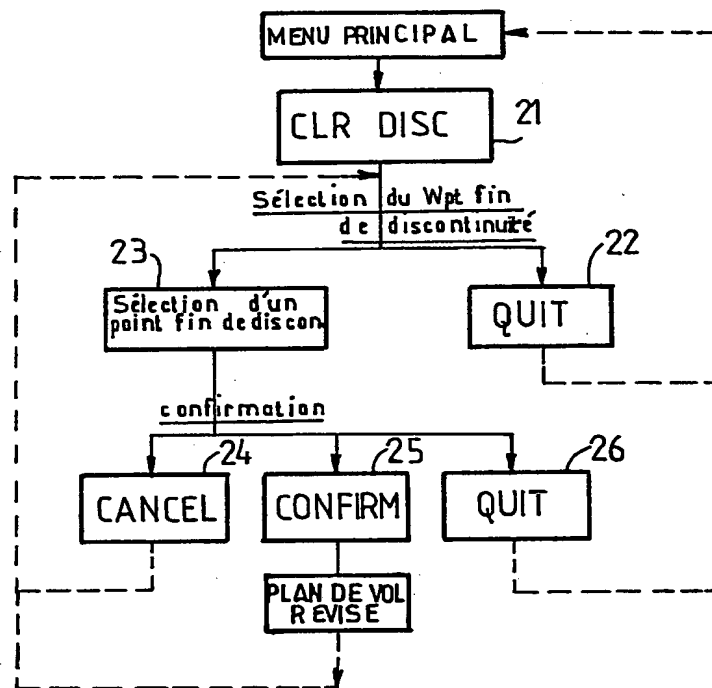 MENU PRINCIPAL
CLR DISC
21
Sélection du Wpt fin
de discontinuité
23
Sélection d'un
point fin de discon
22
QUIT
confirmation
24
CANCEL
25
CONFIRM
26
QUIT
PLAN DE VOL
REVISE